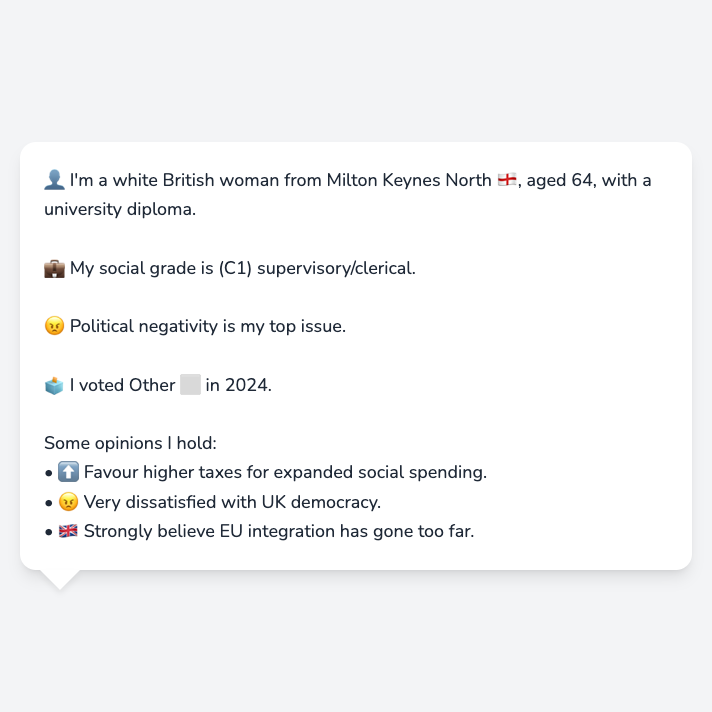 👤 I'm a white British woman from Milton Keynes North 🏴󠁧󠁢󠁥󠁮󠁧󠁿, aged 64, with a
university diploma.
💼 My social grade is (C1) supervisory/clerical.
😠 Political negativity is my top issue.
🗳️ I voted Other ⬜ in 2024.
Some opinions I hold:
• ⬆️ Favour higher taxes for expanded social spending.
• 😠 Very dissatisfied with UK democracy.
• 🇬🇧 Strongly believe EU integration has gone too far.